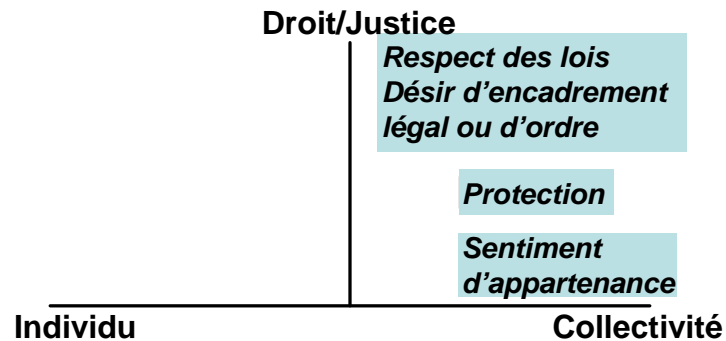 Droit/Justice
Respect des lois
Désir d'encadrement
légal ou d'ordre
Protection
Sentiment
d'appartenance
Individu
Collectivité